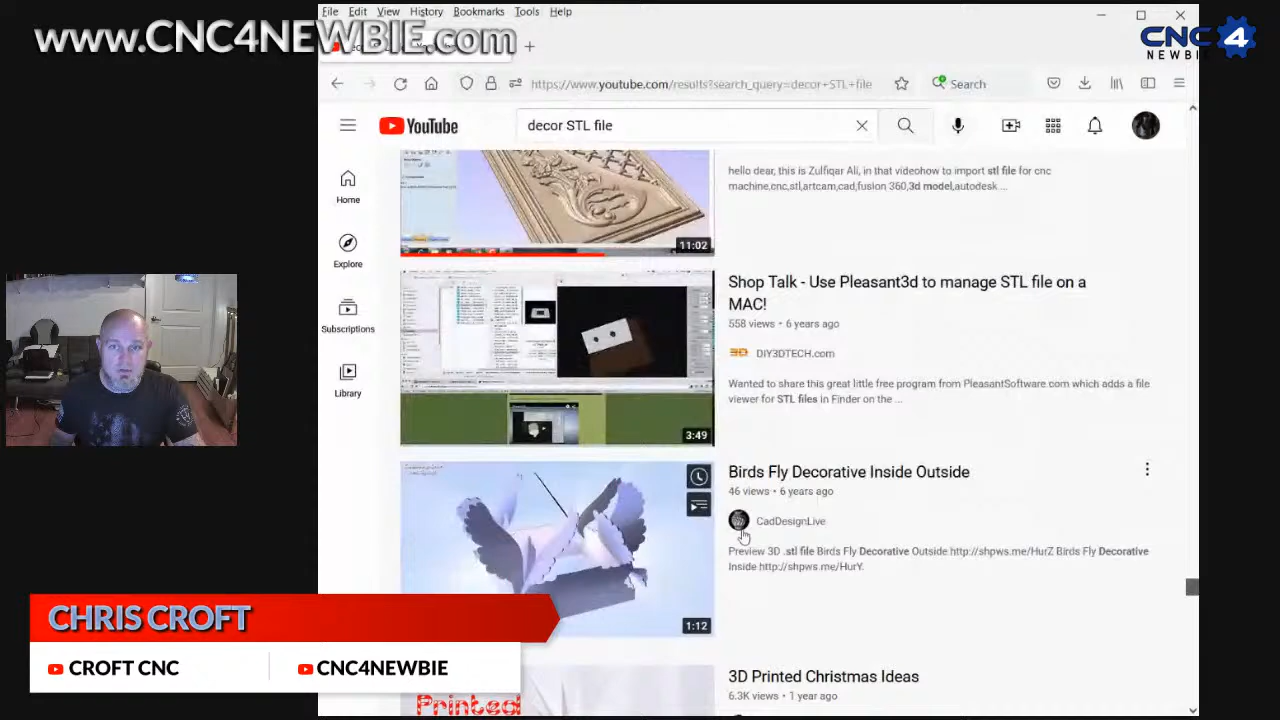 File Edit View History Bookmarks Tools Help
www.CNC4NEWBIE.com
CNC 4
NEWBIE
https://www.youtube.com/results?search_query=decor+STL+file
Search
YouTube
decor STL file
Home
Explore
Subscriptions
Library
11:02
hello dear, this is Zulfiqar Ali, in that videohow to import stl file for cnc
machine,cnc,stl,artcam,cad,fusion 360,3d model,autodesk ...
3:49
Shop Talk - Use Pleasant3d to manage STL file on a
MAC!
558 views • 6 years ago
DIY3DTECH.com
Wanted to share this great little free program from PleasantSoftware.com which adds a file
viewer for STL files in Finder on the ...
1:12
Birds Fly Decorative Inside Outside
46 views • 6 years ago
CadDesignLive
Preview 3D .stl file Birds Fly Decorative Outside http://shpws.me/HurZ Birds Fly Decorative
Inside http://shpws.me/HurY.
Printed
3D Printed Christmas Ideas
6.3K views • 1 year ago
CHRIS CROFT
CROFT CNC
CNC4NEWBIE